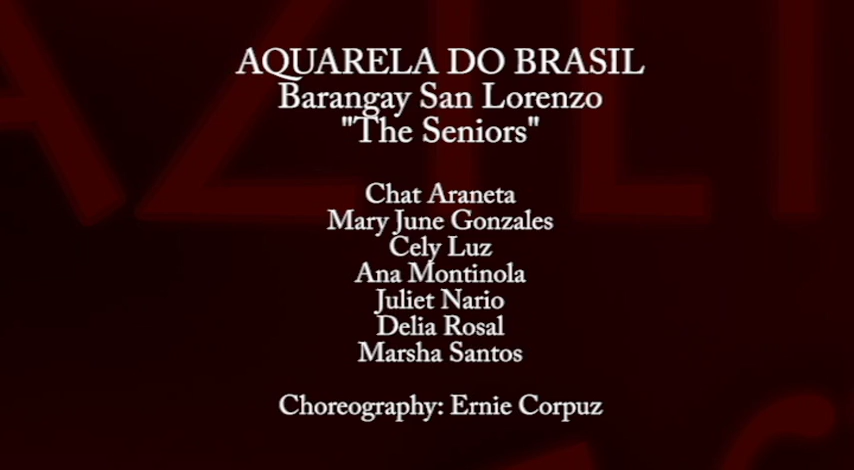 AQUARELA DO BRASIL
Barangay San Lorenzo
"The Seniors"
Chat Araneta
Mary June Gonzales
Cely Luz
Ana Montinola
Juliet Nario
Delia Rosal
Marsha Santos
Choreography: Ernie Corpuz